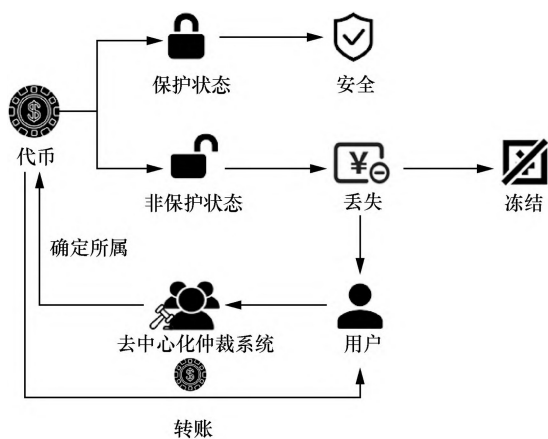 保护状态
安全
代币
非保护状态
丢失
冻结
确定所属
去中心化仲裁系统
用户
转账